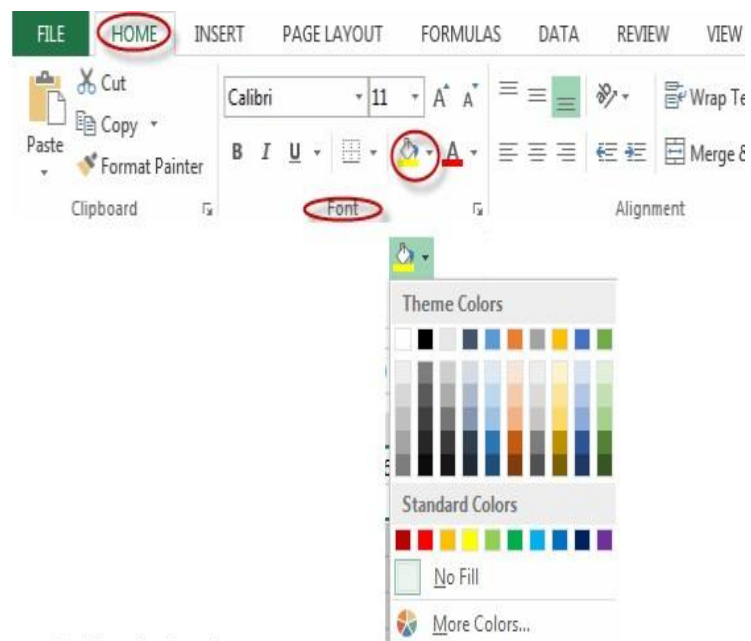 FILE HOME INSERT PAGE LAYOUT FORMULAS DATA REVIEW VIEW
Cut
Calibri 11 A A Wrap Te
Copy
Paste
B I U A Merge &
Format Painter
Clipboard Font Alignment
Theme Colors
Standard Colors
No Fill
More Colors...